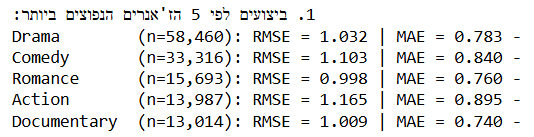 1. ביצועים לפי 5 הז'אנרים הנפוצים ביותר:
Drama (n=58,460): RMSE = 1.032 | MAE = 0.783 -
Comedy (n=33,316): RMSE = 1.103 | MAE = 0.840 -
Romance (n=15,693): RMSE = 0.998 | MAE = 0.760 -
Action (n=13,987): RMSE = 1.165 | MAE = 0.895 -
Documentary (n=13,014): RMSE = 1.009 | MAE = 0.740 -